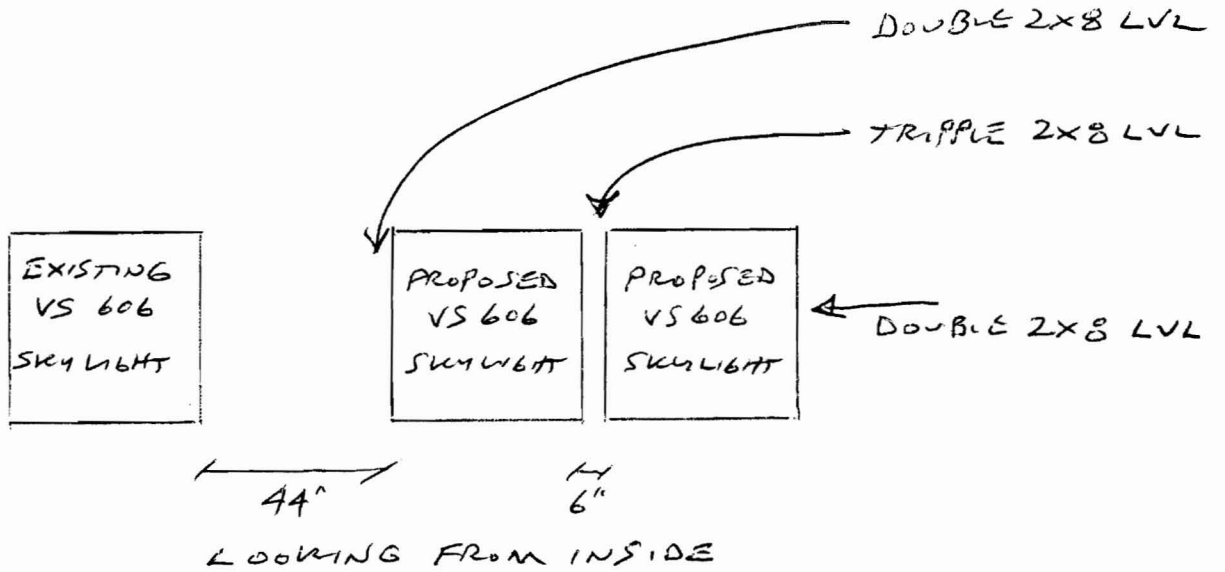 DOUBLE 2X8 LVL
TRIPPLE 2X8 LVL
EXISTING
VS 606
SKYLIGHT
PROPOSED
VS 606
SKYLIGHT
PROPOSED
VS 606
SKYLIGHT
DOUBLE 2X8 LVL
44"
6"
LOOKING FROM INSIDE